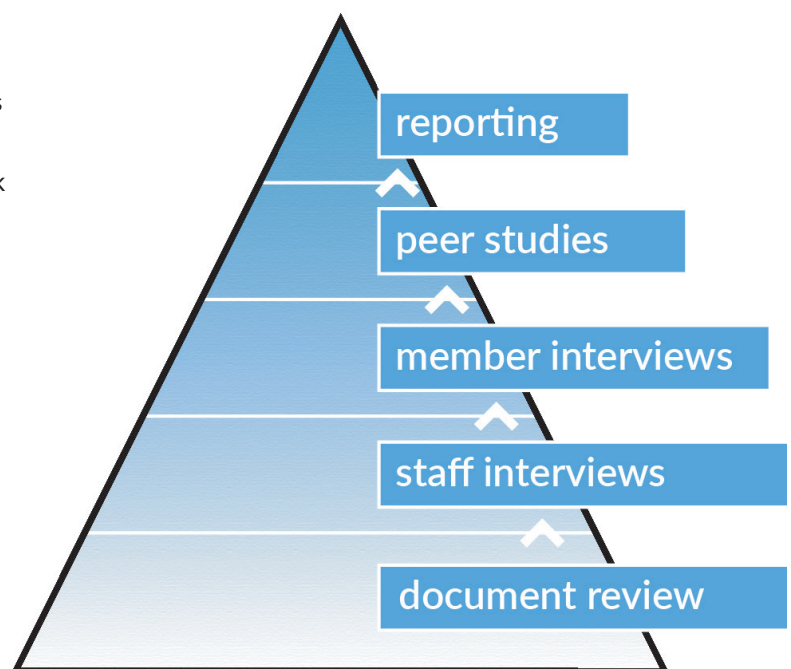 reporting
peer studies
member interviews
staff interviews
document review